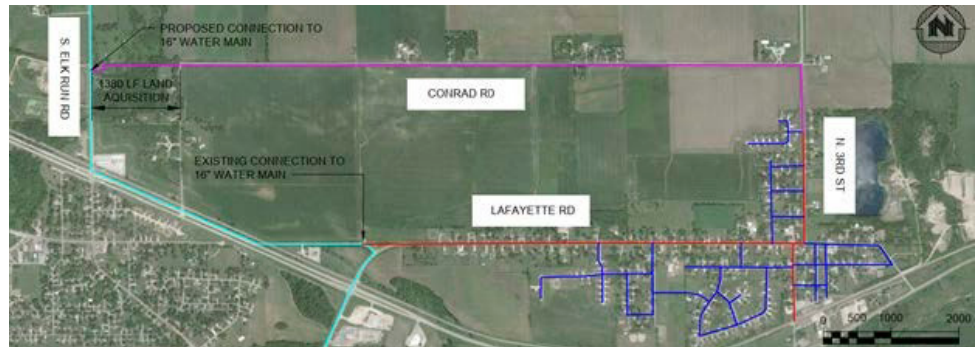 PROPOSED CONNECTION TO
16" WATER MAIN
S. ELK RUN RD
1380 LF LAND
AQUISITION
CONRAD RD
EXISTING CONNECTION TO
16" WATER MAIN
LAFAYETTE RD
N. 3RD ST
N
0 500 1000 2000